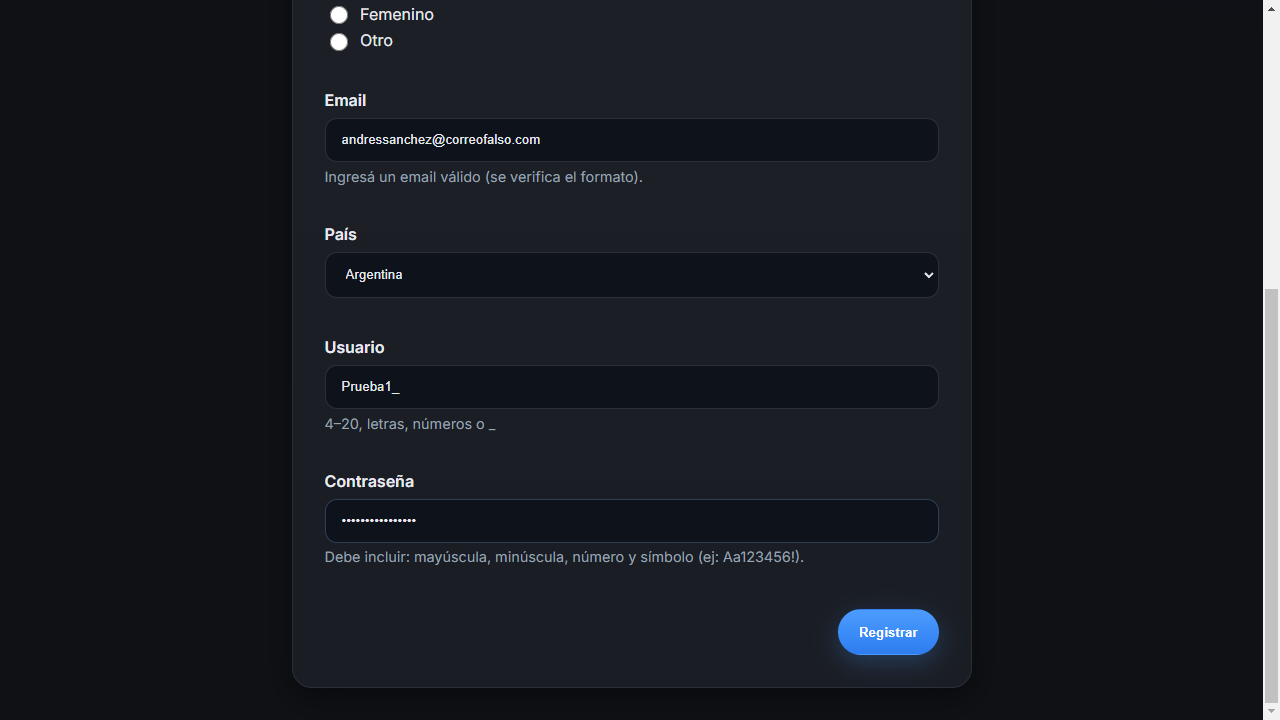 Femenino
Otro
Email
andressanchez@correofalso.com
Ingresá un email válido (se verifica el formato).
País
Argentina
Usuario
Prueba1_
4–20, letras, números o _
Contraseña
••••••••••••••••
Debe incluir: mayúscula, minúscula, número y símbolo (ej: Aa123456!).
Registrar